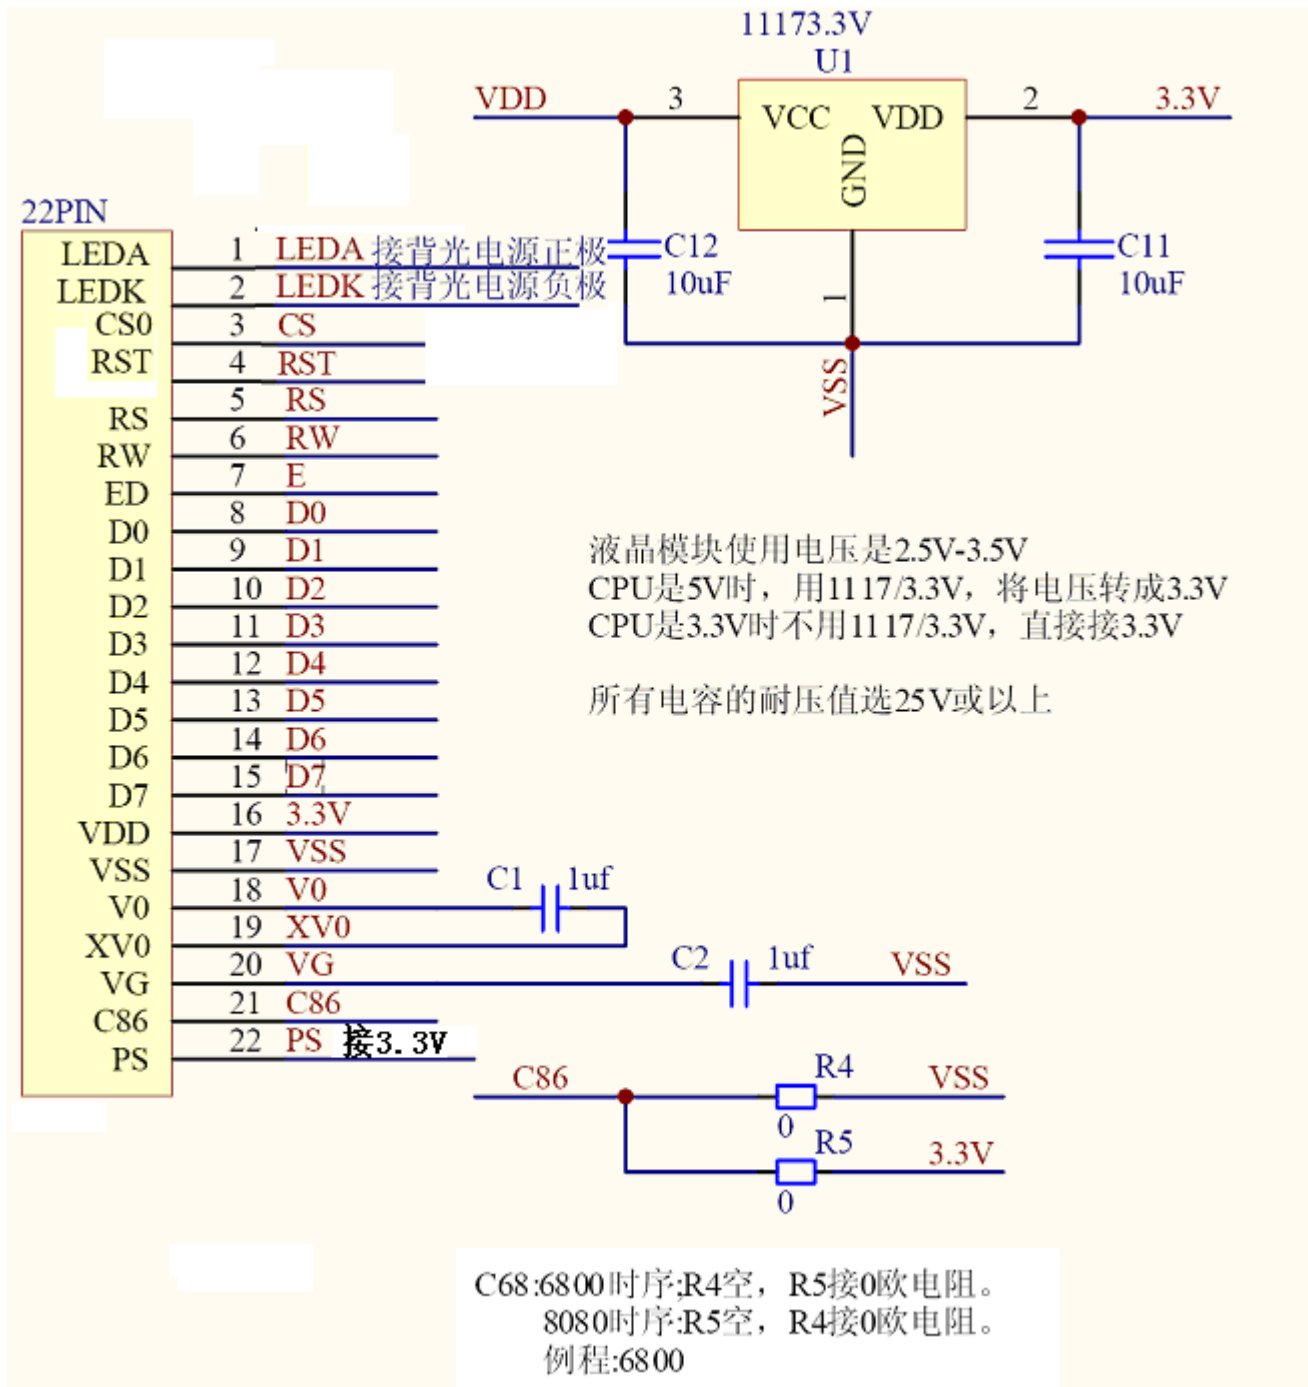 11173.3V
U1
VDD
3
VCC
VDD
GND
2
3.3V
1
VSS
C12
10uF
C11
10uF
22PIN
LEDA 1 LEDA 接背光电源正极
LEDK 2 LEDK 接背光电源负极
CS0 3 CS
RST 4 RST
RS 5 RS
RW 6 RW
ED 7 E
D0 8 D0
D1 9 D1
D2 10 D2
D3 11 D3
D4 12 D4
D5 13 D5
D6 14 D6
D7 15 D7
VDD 16 3.3V
VSS 17 VSS
V0 18 V0
XV0 19 XV0
VG 20 VG
C86 21 C86
PS 22 PS 接3.3V
液晶模块使用电压是2.5V-3.5V
CPU是5V时，用1117/3.3V，将电压转成3.3V
CPU是3.3V时不用1117/3.3V，直接接3.3V
所有电容的耐压值选25V或以上
C1 1uf
C2 1uf VSS
C86 R4 VSS
0
R5 3.3V
0
C68:6800时序;R4空，R5接0欧电阻。
8080时序:R5空，R4接0欧电阻。
例程:6800